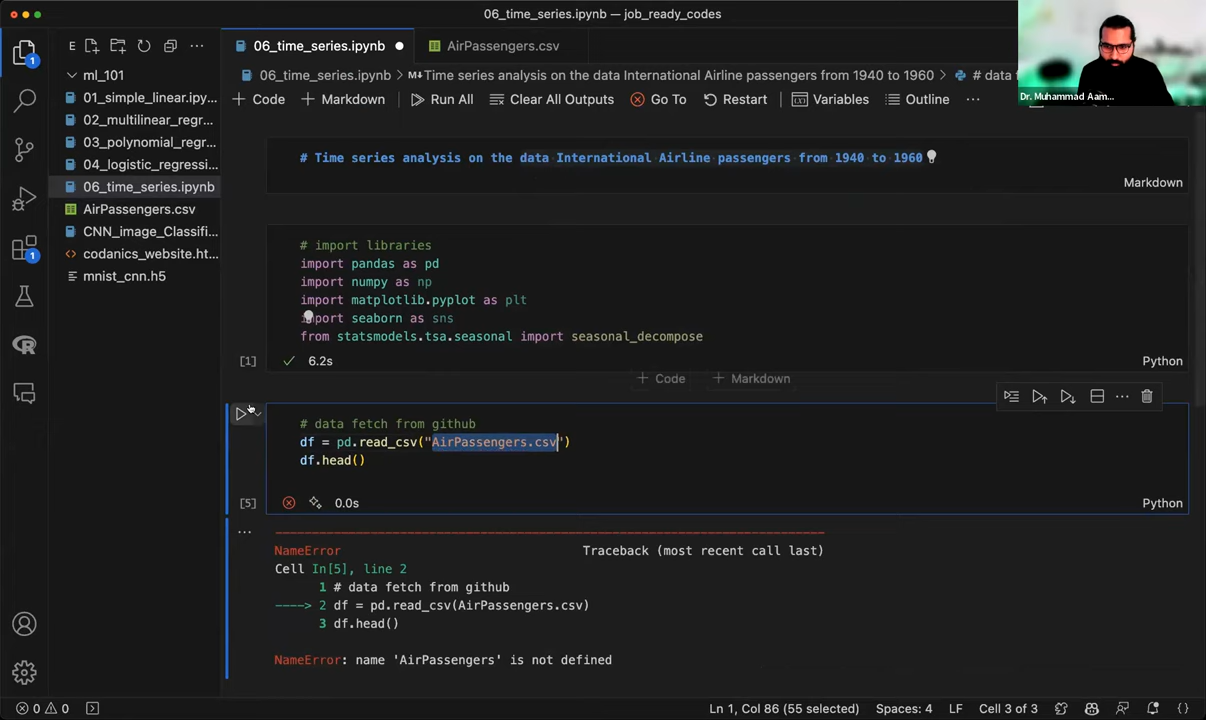 06_time_series.ipynb — job_ready_codes
E
06_time_series.ipynb
AirPassengers.csv
ml_101
01_simple_linear.ipy...
02_multilinear_regr...
03_polynomial_regr...
04_logistic_regressi...
06_time_series.ipynb
AirPassengers.csv
CNN_image_Classifi...
codanics_website.ht...
mnist_cnn.h5
1
1
06_time_series.ipynb > Time series analysis on the data International Airline passengers from 1940 to 1960 > # data f
+ Code + Markdown Run All Clear All Outputs Go To Restart Variables Outline ...
Dr. Muhammad Aam...
# Time series analysis on the data International Airline passengers from 1940 to 1960
Markdown
# import libraries
import pandas as pd
import numpy as np
import matplotlib.pyplot as plt
import seaborn as sns
from statsmodels.tsa.seasonal import seasonal_decompose
[1] 6.2s Python
+ Code + Markdown
# data fetch from github
df = pd.read_csv("AirPassengers.csv")
df.head()
[5] 0.0s Python
NameError Traceback (most recent call last)
Cell In[5], line 2
1 # data fetch from github
----> 2 df = pd.read_csv(AirPassengers.csv)
3 df.head()
NameError: name 'AirPassengers' is not defined
0 0 Ln 1, Col 86 (55 selected) Spaces: 4 LF Cell 3 of 3